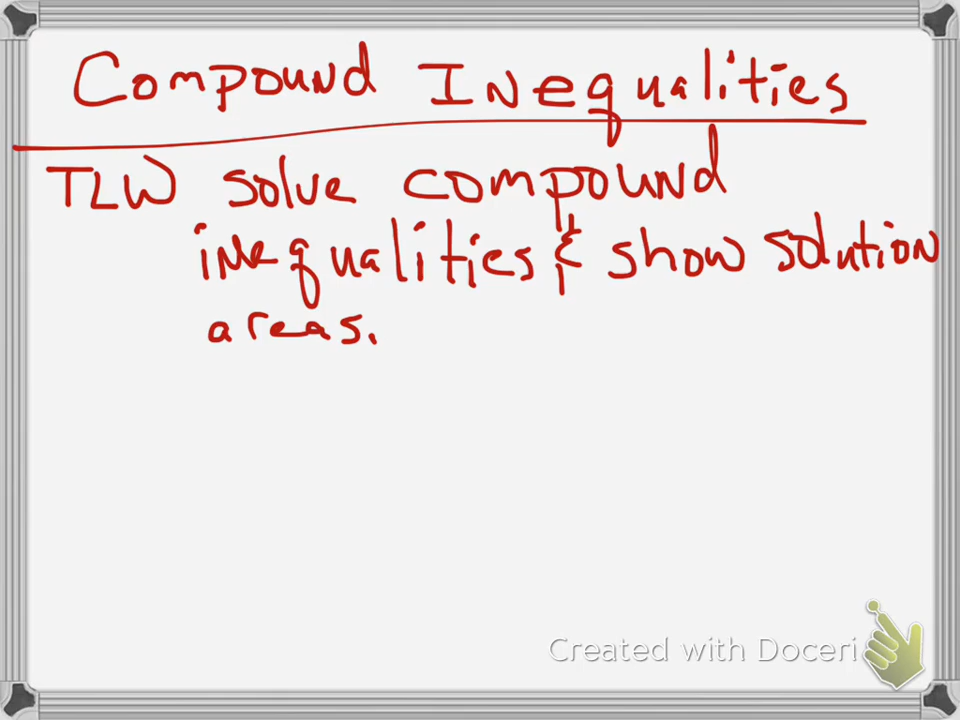 Compound Inequalities
TLW solve compound
inequalities & show solution
areas.
Created with Doceri